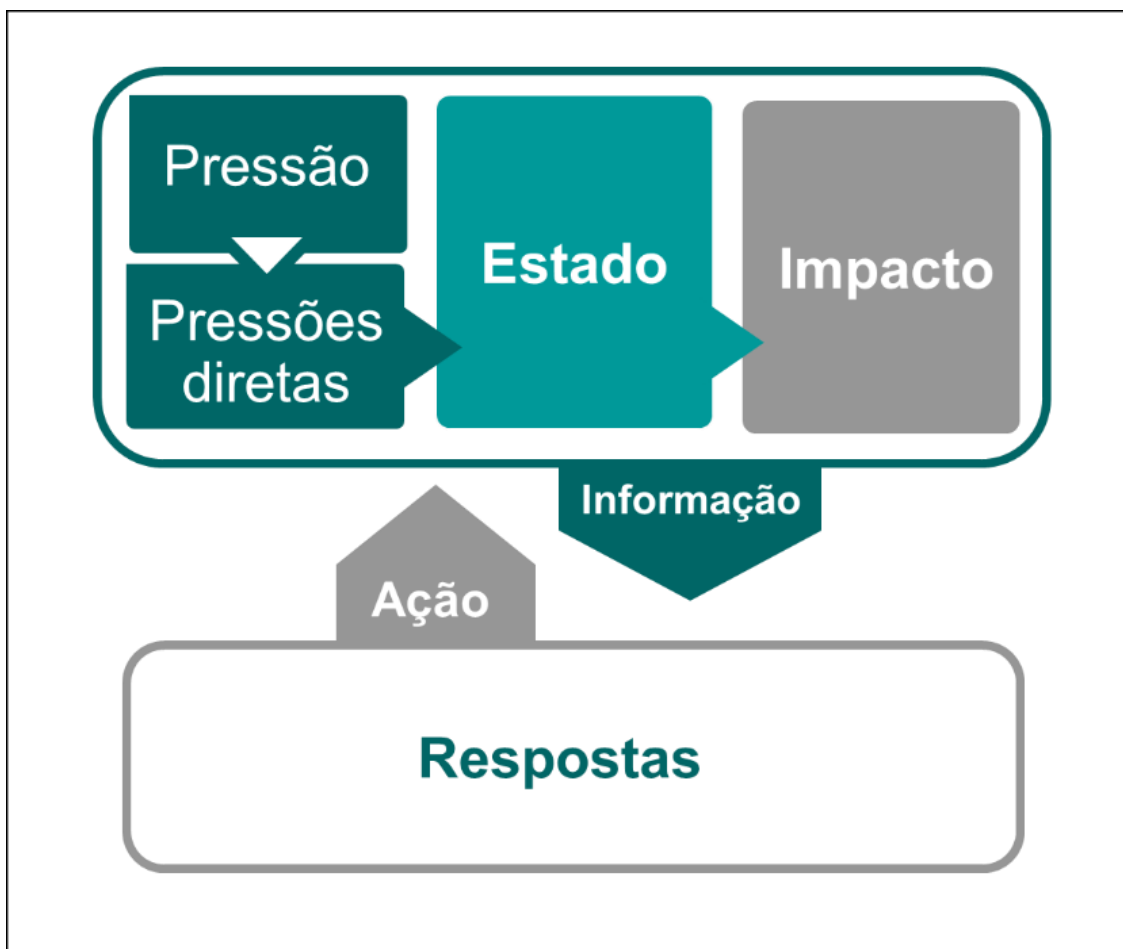 Pressão
Pressões
diretas
Estado
Impacto
Informação
Ação
Respostas